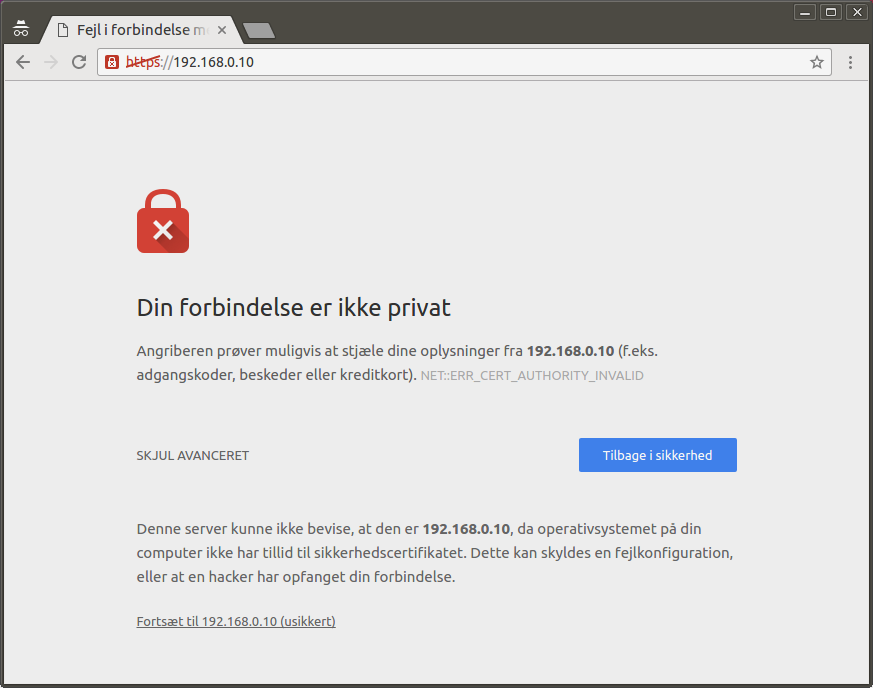 Fejl i forbindelse m
https://192.168.0.10
Din forbindelse er ikke privat
Angriberen prøver muligvis at stjæle dine oplysninger fra 192.168.0.10 (f.eks.
adgangskoder, beskeder eller kreditkort). NET::ERR_CERT_AUTHORITY_INVALID
SKJUL AVANCERET
Tilbage i sikkerhed
Denne server kunne ikke bevise, at den er 192.168.0.10, da operativsystemet på din
computer ikke har tillid til sikkerhedscertifikatet. Dette kan skyldes en fejlkonfiguration,
eller at en hacker har opfanget din forbindelse.
Fortsæt til 192.168.0.10 (usikkert)